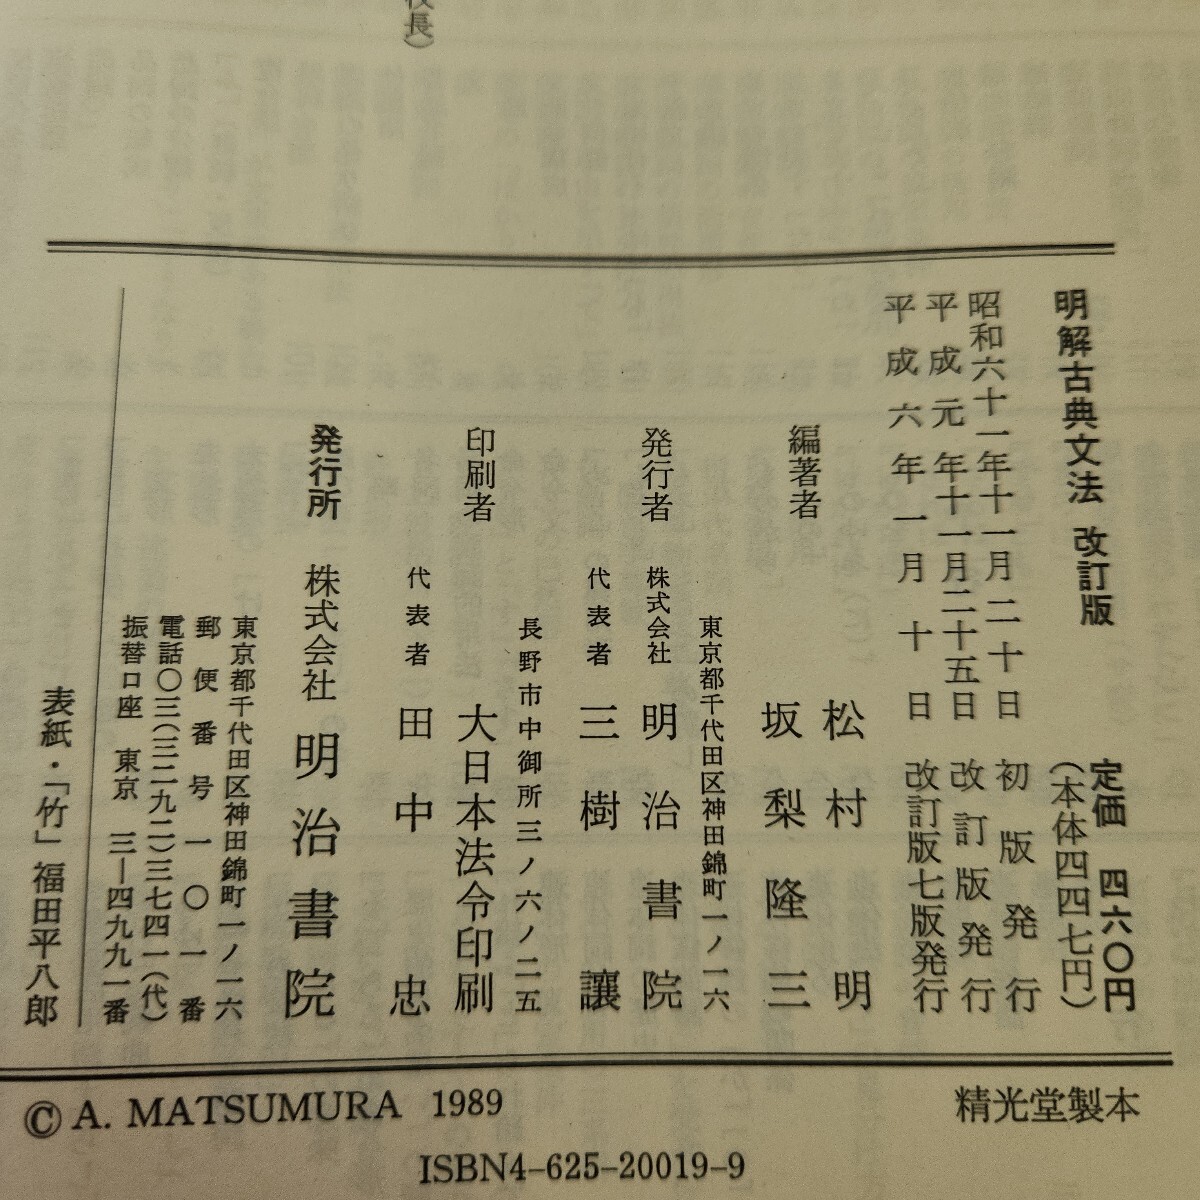 校長）
明解古典文法 改訂版
定価 四六〇円
（本体四四七円）
昭和六十一年十一月二十日 初版発行
平成元年十一月二十五日 改訂版発行
平成六年一月十日 改訂版七版発行
編著者 松村明
坂梨隆三
東京都千代田区神田錦町一ノ一六
発行者 株式会社 明治書院
代表者 三樹讓
長野市中御所三ノ六ノ二五
印刷者 大日本法令印刷
代表者 田中忠
発行所 株式会社 明治書院
東京都千代田区神田錦町一ノ一六
郵便番号一〇一番
電話〇三（三二九二）三七四一（代）
振替口座 東京 三―四九九一番
表紙・「竹」福田平八郎
© A. MATSUMURA 1989
精光堂製本
ISBN4-625-20019-9